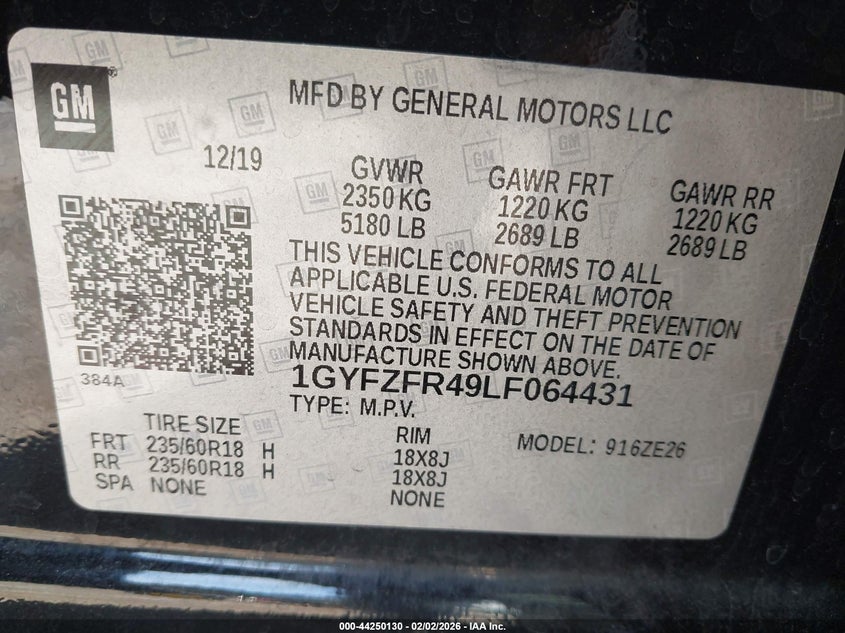 GM
MFD BY GENERAL MOTORS LLC
12/19
GVWR
2350 KG
5180 LB
GAWR FRT
1220 KG
2689 LB
GAWR RR
1220 KG
2689 LB
THIS VEHICLE CONFORMS TO ALL
APPLICABLE U.S. FEDERAL MOTOR
VEHICLE SAFETY AND THEFT PREVENTION
STANDARDS IN EFFECT ON THE DATE OF
MANUFACTURE SHOWN ABOVE.
384A
1GYFZFR49LF064431
TYPE: M.P.V.
TIRE SIZE
FRT 235/60R18 H
RR 235/60R18 H
SPA NONE
RIM
18X8J
18X8J
NONE
MODEL: 916ZE26
000-44250130 - 02/02/2026 - IAA Inc.